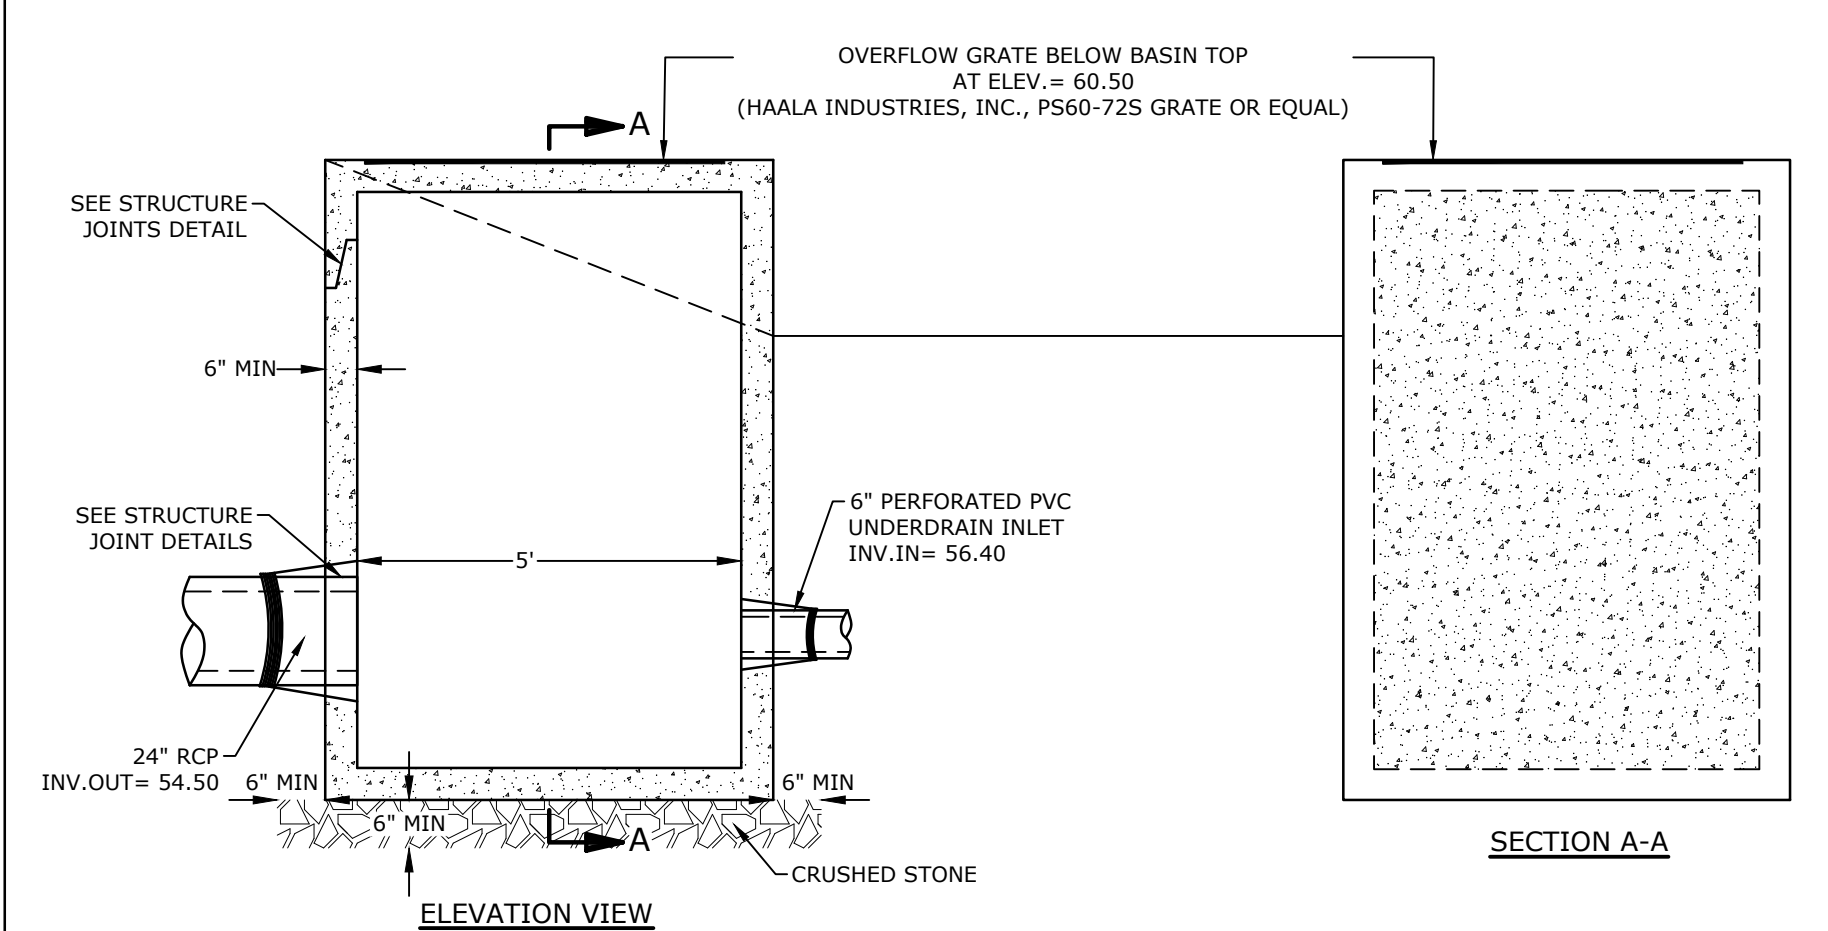 OVERFLOW GRATE BELOW BASIN TOP
AT ELEV.= 60.50
(HAALA INDUSTRIES, INC., PS60-72S GRATE OR EQUAL)
A
SEE STRUCTURE
JOINTS DETAIL
6" MIN
SEE STRUCTURE
JOINT DETAILS
5'
6" PERFORATED PVC
UNDERDRAIN INLET
INV.IN= 56.40
24" RCP
INV.OUT= 54.50
6" MIN
6" MIN
6" MIN
A
CRUSHED STONE
ELEVATION VIEW
SECTION A-A